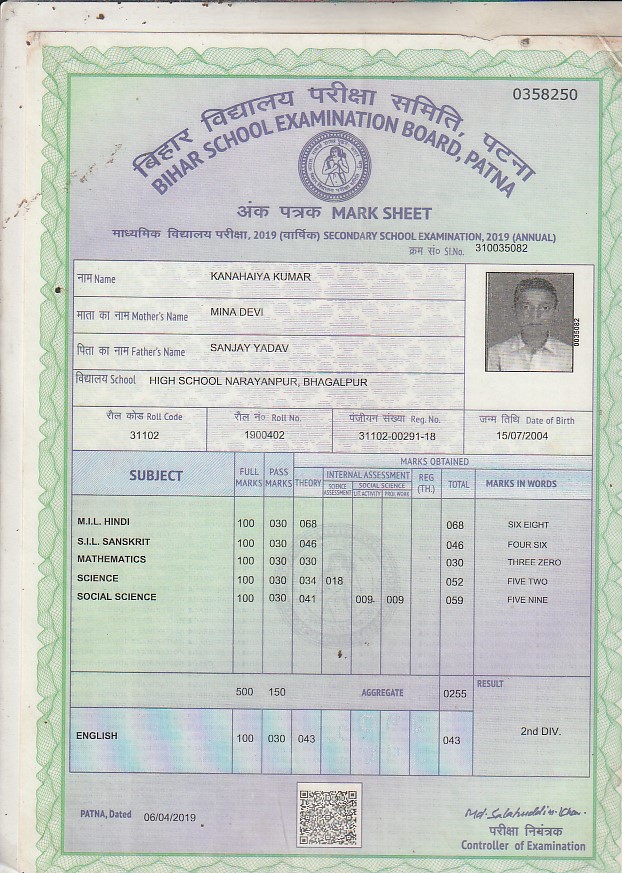 0358250
बिहार विद्यालय परीक्षा समिति, पटना
BIHAR SCHOOL EXAMINATION BOARD, PATNA
अंक पत्रक MARK SHEET
माध्यमिक विद्यालय परीक्षा, 2019 (वार्षिक) SECONDARY SCHOOL EXAMINATION, 2019 (ANNUAL)
क्रम सं० Sl.No. 310035082
नाम Name KANAHAIYA KUMAR
माता का नाम Mother's Name MINA DEVI
पिता का नाम Father's Name SANJAY YADAV
विद्यालय School HIGH SCHOOL NARAYANPUR, BHAGALPUR
0035082
रौल कोड Roll Code रौल नं० Roll No. पंजीयन संख्या Reg. No. जन्म तिथि Date of Birth
31102 1900402 31102-00291-18 15/07/2004
SUBJECT FULL MARKS PASS MARKS MARKS OBTAINED
THEORY INTERNAL ASSESSMENT REG (TH.) TOTAL MARKS IN WORDS
SCIENCE ASSESSMENT SOCIAL SCIENCE
LIT. ACTIVITY PROJ. WORK
M.I.L. HINDI 100 030 068 068 SIX EIGHT
S.I.L. SANSKRIT 100 030 046 046 FOUR SIX
MATHEMATICS 100 030 030 030 THREE ZERO
SCIENCE 100 030 034 018 052 FIVE TWO
SOCIAL SCIENCE 100 030 041 009 009 059 FIVE NINE
500 150 AGGREGATE 0255 RESULT
ENGLISH 100 030 043 043 2nd DIV.
PATNA, Dated 06/04/2019
Md. Salahuddin Khan.
परीक्षा नियंत्रक
Controller of Examination